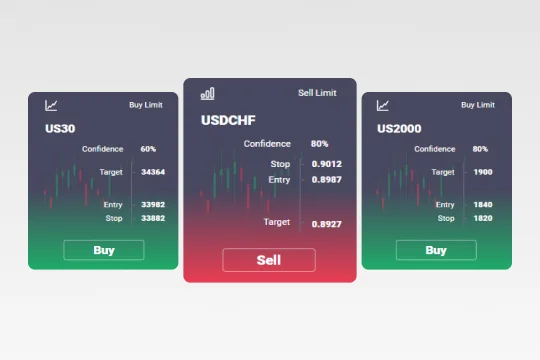 Buy Limit
US30
Confidence 60%
Target 34364
Entry 33982
Stop 33882
Buy
Sell Limit
USDCHF
Confidence 80%
Stop 0.9012
Entry 0.8987
Target 0.8927
Sell
Buy Limit
US2000
Confidence 80%
Target 1900
Entry 1840
Stop 1820
Buy